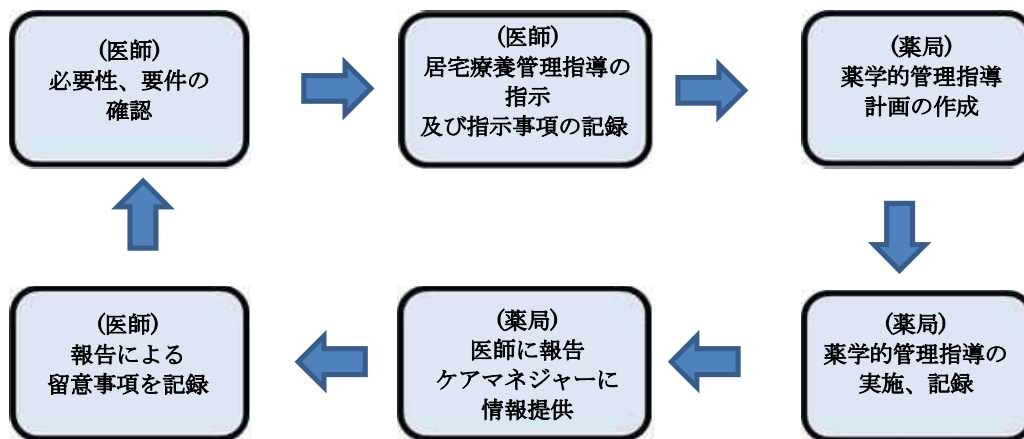 (医師)
必要性、要件の
確認
(医師)
居宅療養管理指導の
指示
及び指示事項の記録
(薬局)
薬学的管理指導
計画の作成
(薬局)
薬学的管理指導の
実施、記録
(薬局)
医師に報告
ケアマネジャーに
情報提供
(医師)
報告による
留意事項を記録